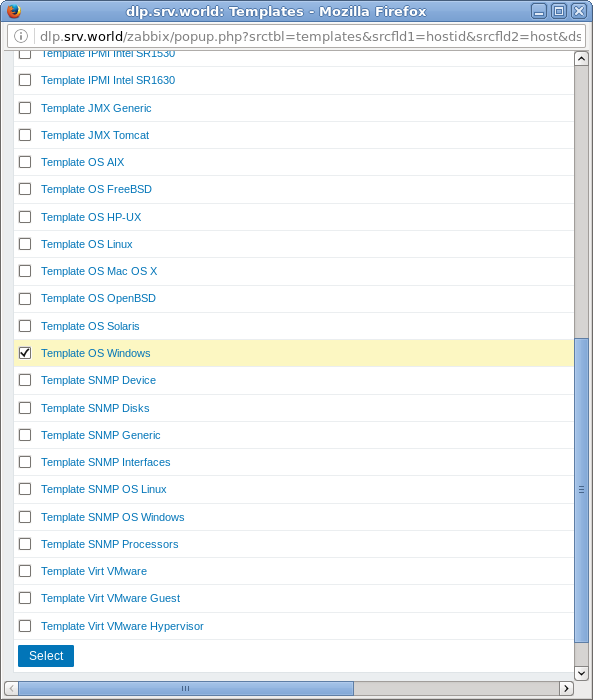 dlp.srv.world: Templates - Mozilla Firefox
dlp.srv.world/zabbix/popup.php?srctbl=templates&srcfld1=hostid&srcfld2=host&ds
Template IPMI Intel SR1530
Template IPMI Intel SR1630
Template JMX Generic
Template JMX Tomcat
Template OS AIX
Template OS FreeBSD
Template OS HP-UX
Template OS Linux
Template OS Mac OS X
Template OS OpenBSD
Template OS Solaris
Template OS Windows
Template SNMP Device
Template SNMP Disks
Template SNMP Generic
Template SNMP Interfaces
Template SNMP OS Linux
Template SNMP OS Windows
Template SNMP Processors
Template Virt VMware
Template Virt VMware Guest
Template Virt VMware Hypervisor
Select